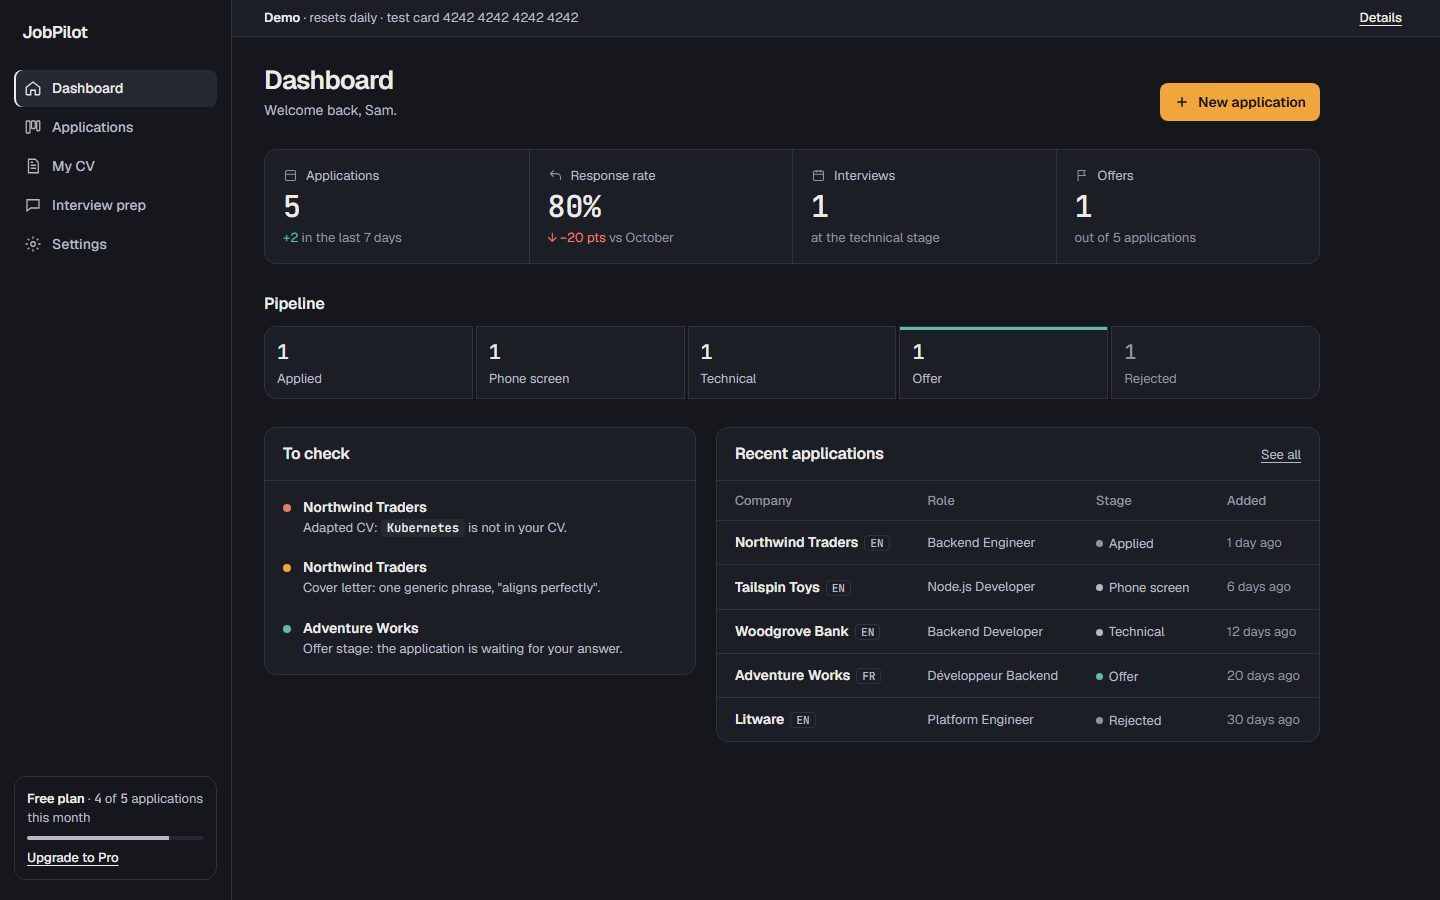 JobPilot
Dashboard
Applications
My CV
Interview prep
Settings
Free plan · 4 of 5 applications
this month
Upgrade to Pro
Demo · resets daily · test card 4242 4242 4242 4242
Details
Dashboard
Welcome back, Sam.
+ New application
Applications
5
+2 in the last 7 days
Response rate
80%
↓ −20 pts vs October
Interviews
1
at the technical stage
Offers
1
out of 5 applications
Pipeline
1
Applied
1
Phone screen
1
Technical
1
Offer
1
Rejected
To check
Northwind Traders
Adapted CV: Kubernetes is not in your CV.
Northwind Traders
Cover letter: one generic phrase, "aligns perfectly".
Adventure Works
Offer stage: the application is waiting for your answer.
Recent applications
See all
Company Role Stage Added
Northwind Traders EN Backend Engineer Applied 1 day ago
Tailspin Toys EN Node.js Developer Phone screen 6 days ago
Woodgrove Bank EN Backend Developer Technical 12 days ago
Adventure Works FR Développeur Backend Offer 20 days ago
Litware EN Platform Engineer Rejected 30 days ago